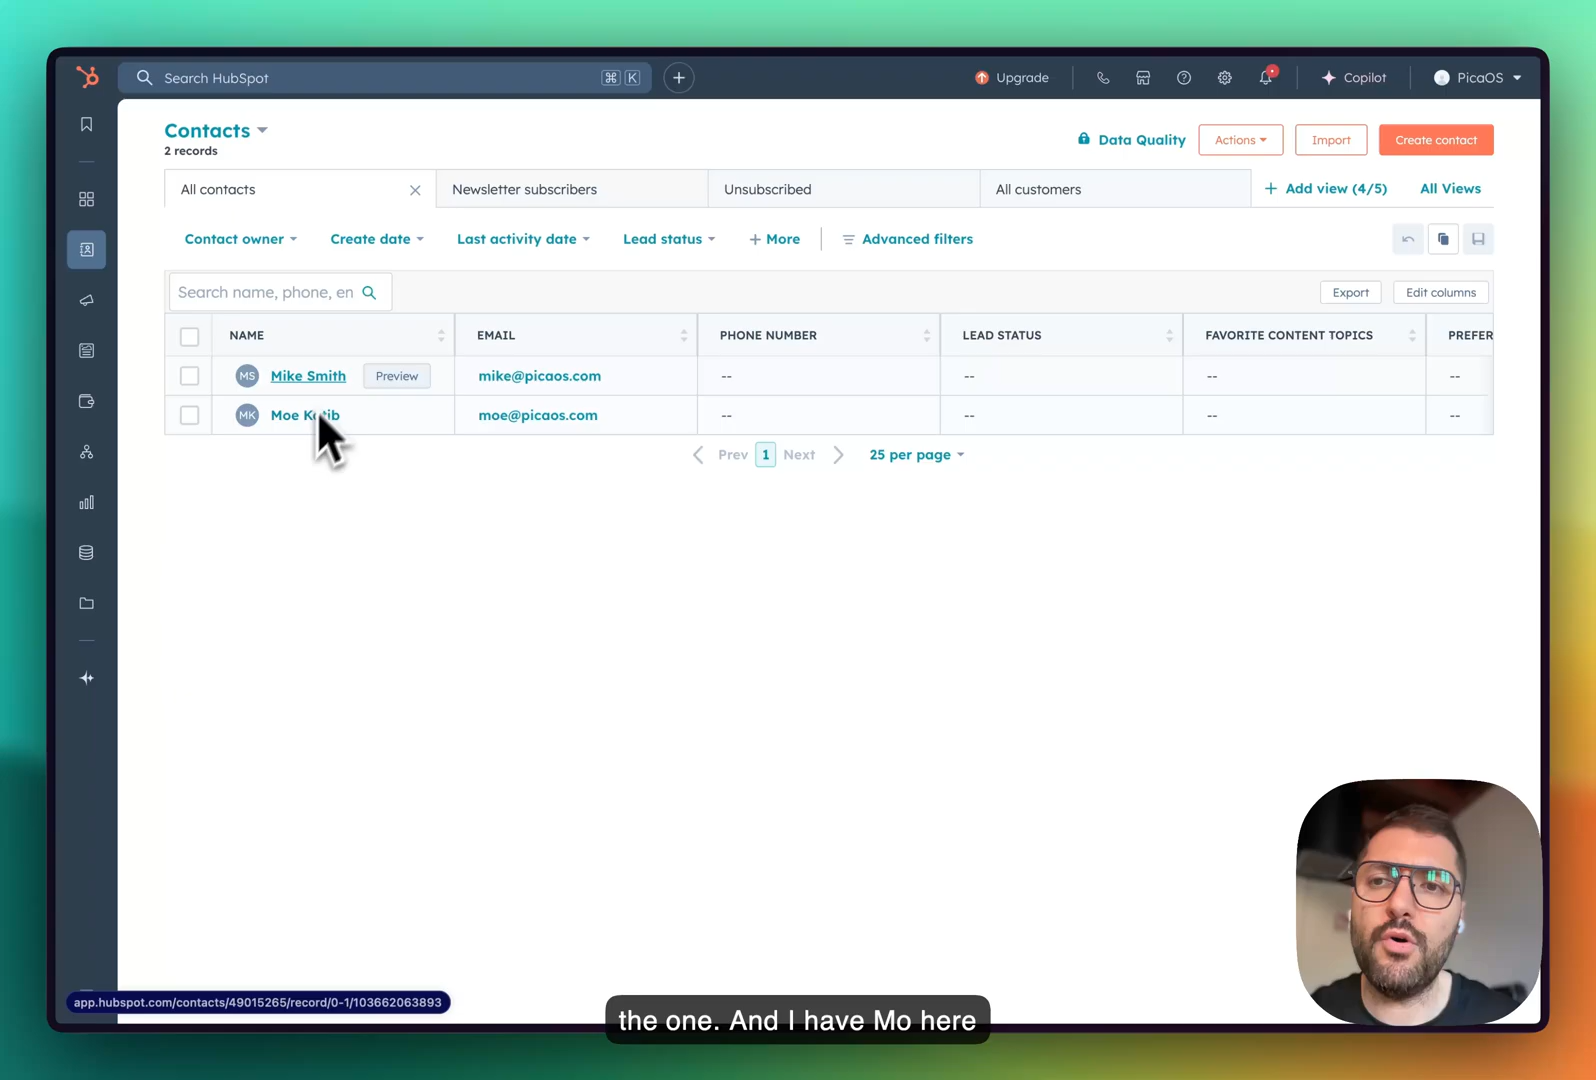 Search HubSpot
⌘ K
Upgrade
Copilot
PicaOS
Contacts
2 records
Data Quality
Actions
Import
Create contact
All contacts
Newsletter subscribers
Unsubscribed
All customers
+ Add view (4/5)
All Views
Contact owner
Create date
Last activity date
Lead status
+ More
Advanced filters
Search name, phone, en
Export
Edit columns
NAME
EMAIL
PHONE NUMBER
LEAD STATUS
FAVORITE CONTENT TOPICS
PREFER
MS Mike Smith
Preview
mike@picaos.com
--
--
--
--
MK Moe
moe@picaos.com
--
--
--
--
Prev 1 Next
25 per page
app.hubspot.com/contacts/49015265/record/0-1/103662063893
the one. And I have Mo here